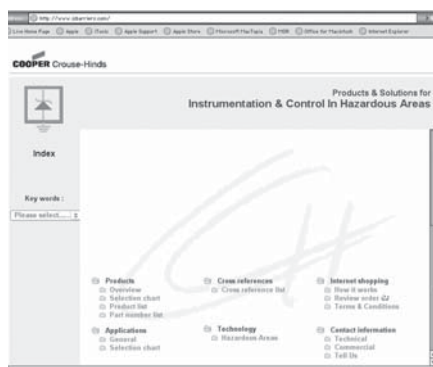 http://www.zbarriers.com/
Live Home Page Apple iTools Apple Support Apple Store Microsoft MacTopia MSN Office for Macintosh Internet Explorer
COOPER Crouse-Hinds
Products & Solutions for
Instrumentation & Control In Hazardous Areas
Index
Key words :
Please select.....
Products
Overview
Selection chart
Product list
Part number list
Cross references
Cross reference list
Internet shopping
How it works
Review order
Terms & Conditions
Applications
General
Selection chart
Technology
Hazardous Areas
Contact information
Technical
Commercial
Tell Us